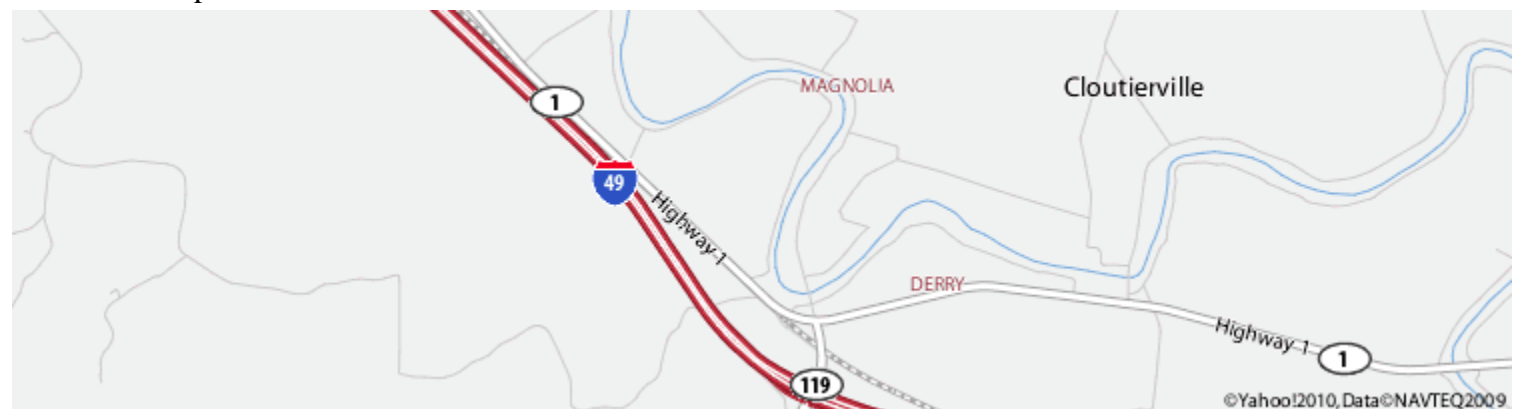 MAGNOLIA
Cloutierville
1
49
Highway 1
DERRY
Highway 1
1
119
©Yahoo!2010,Data©NAVTEQ2009